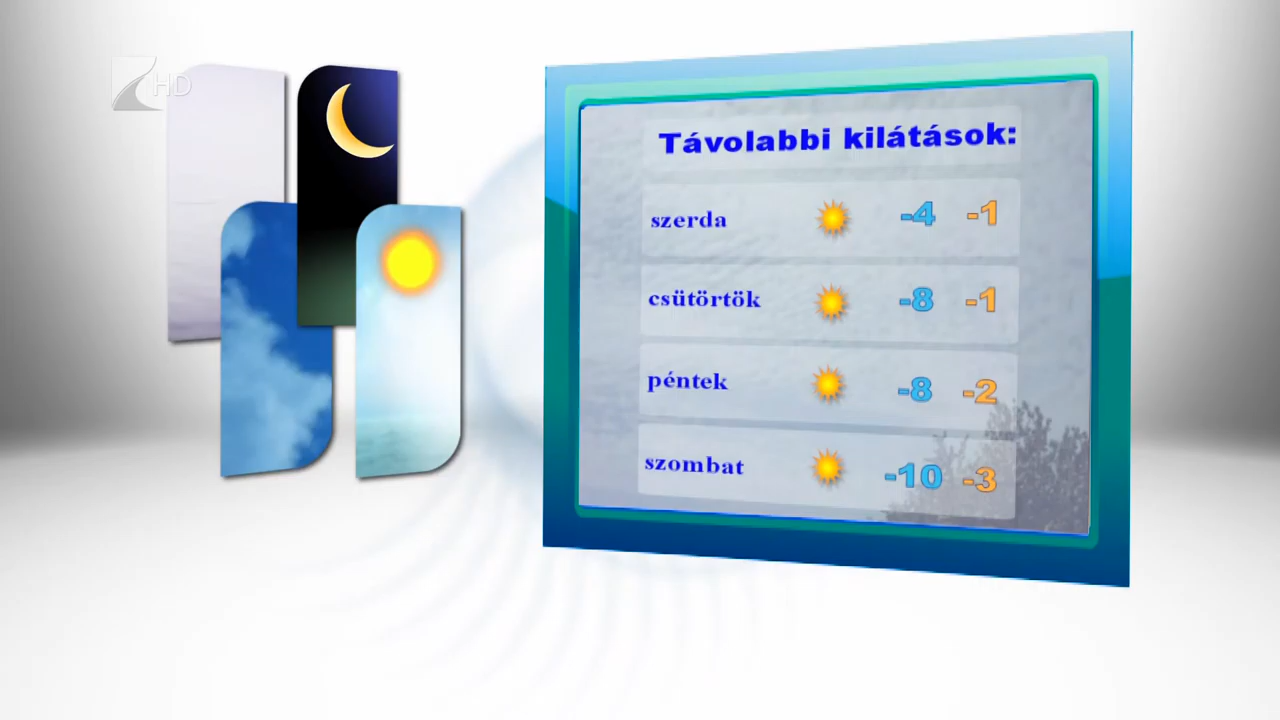 HD
Távolabbi kilátások:
szerda -4 -1
csütörtök -8 -1
péntek -8 -2
szombat -10 -3